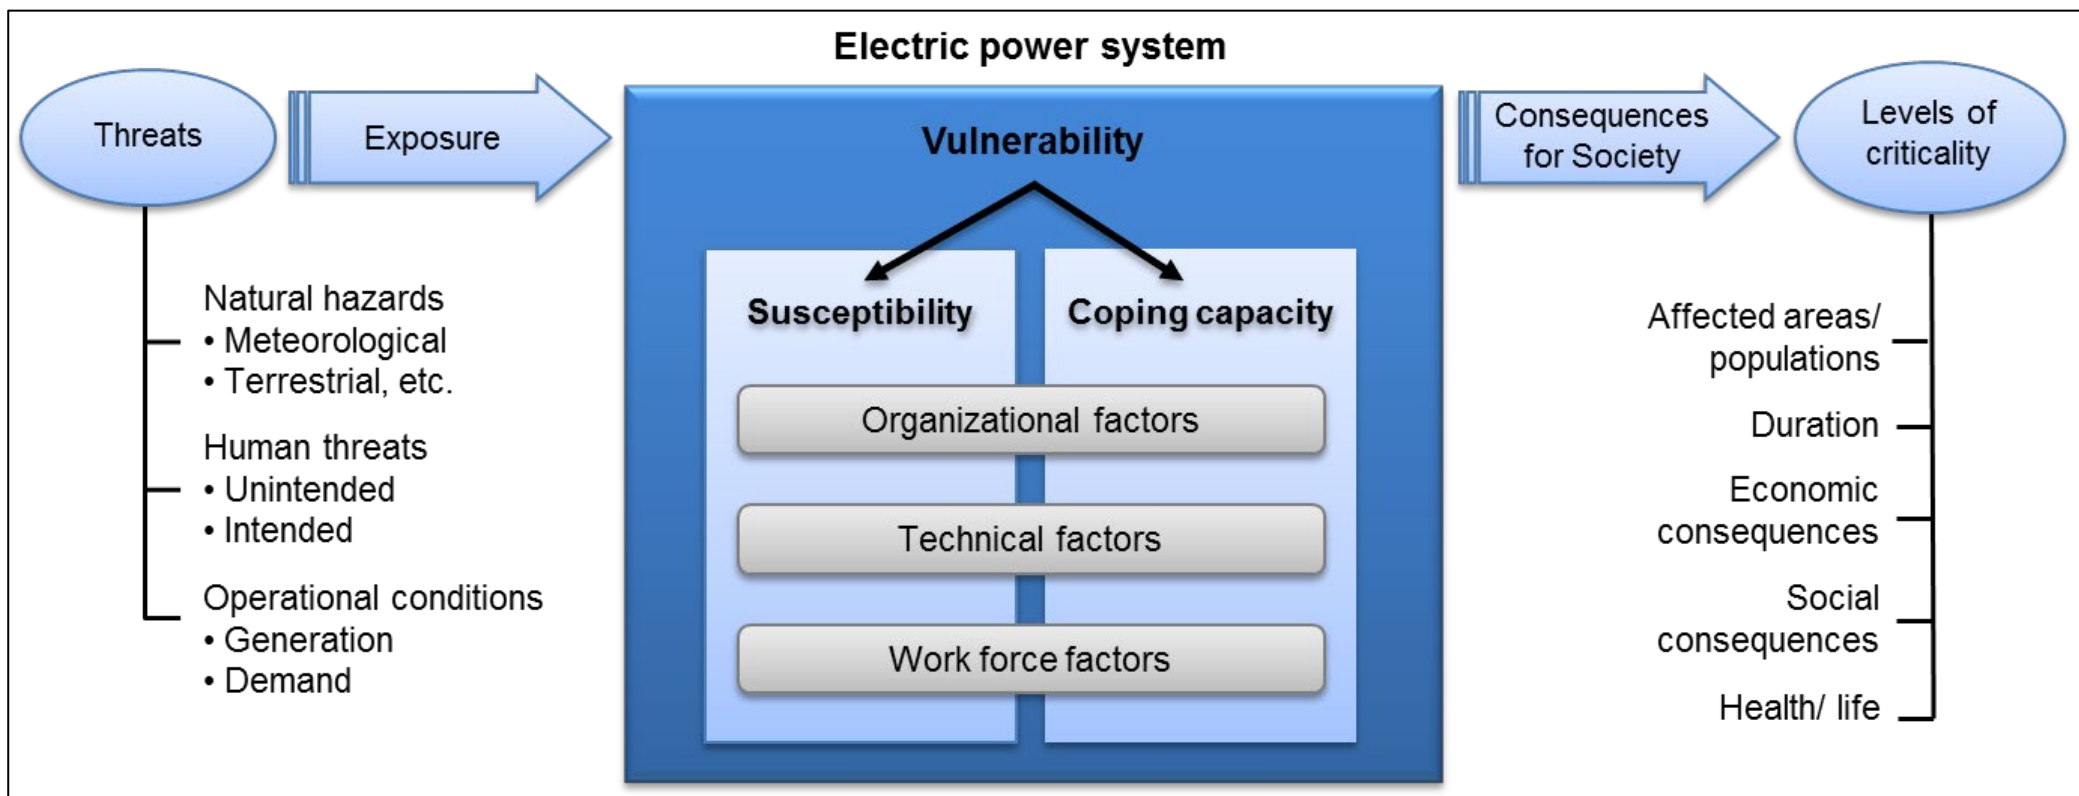 Electric power system
Threats
Exposure
Vulnerability
Susceptibility
Coping capacity
Organizational factors
Technical factors
Work force factors
Consequences
for Society
Levels of
criticality
Natural hazards
• Meteorological
• Terrestrial, etc.
Human threats
• Unintended
• Intended
Operational conditions
• Generation
• Demand
Affected areas/
populations
Duration
Economic
consequences
Social
consequences
Health/ life